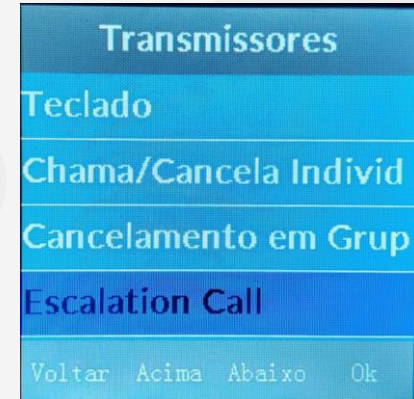 Transmissores
Teclado
Chama/Cancela Individ
Cancelamento em Grup
Escalation Call
Voltar Acima Abaixo Ok